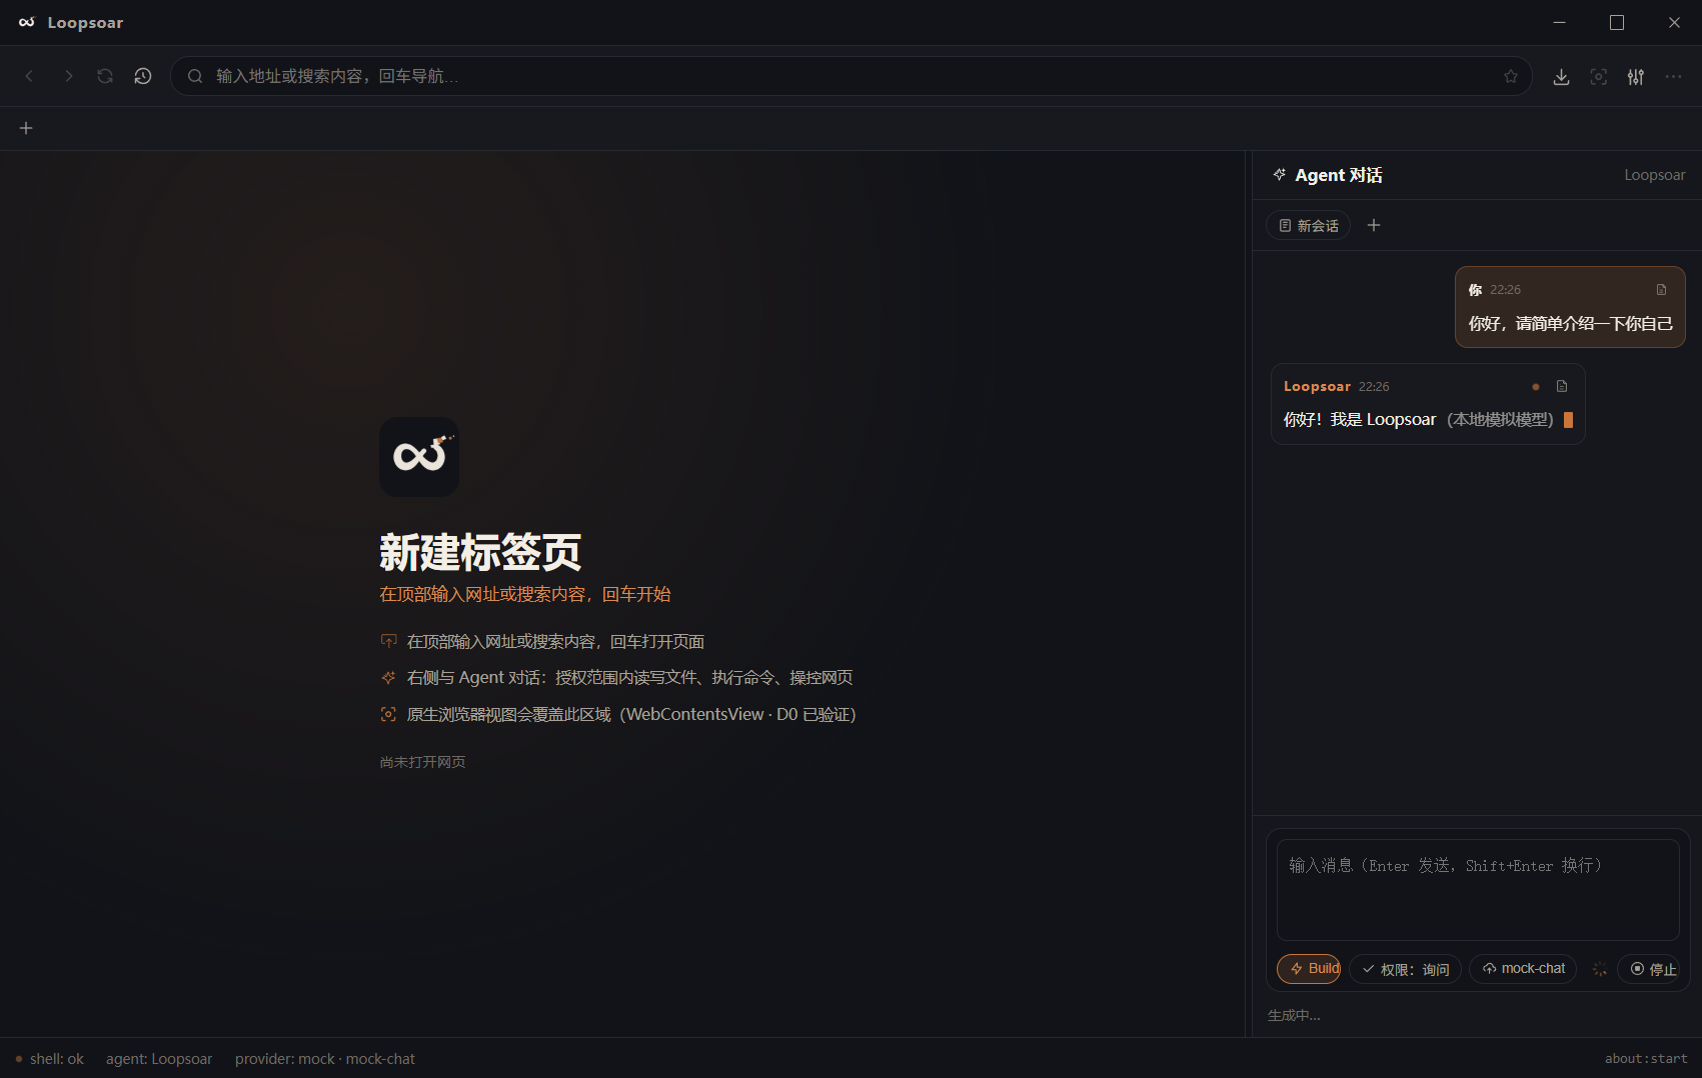 Loopsoar
输入地址或搜索内容，回车导航...
Agent 对话
Loopsoar
新会话
你 22:26
你好，请简单介绍一下你自己
Loopsoar 22:26
你好！我是 Loopsoar （本地模拟模型）
新建标签页
在顶部输入网址或搜索内容，回车开始
在顶部输入网址或搜索内容，回车打开页面
右侧与 Agent 对话：授权范围内读写文件、执行命令、操控网页
原生浏览器视图会覆盖此区域（WebContentsView · D0 已验证）
尚未打开网页
输入消息（Enter 发送，Shift+Enter 换行）
Build 权限：询问 mock-chat 停止
生成中...
shell: ok agent: Loopsoar provider: mock · mock-chat about:start